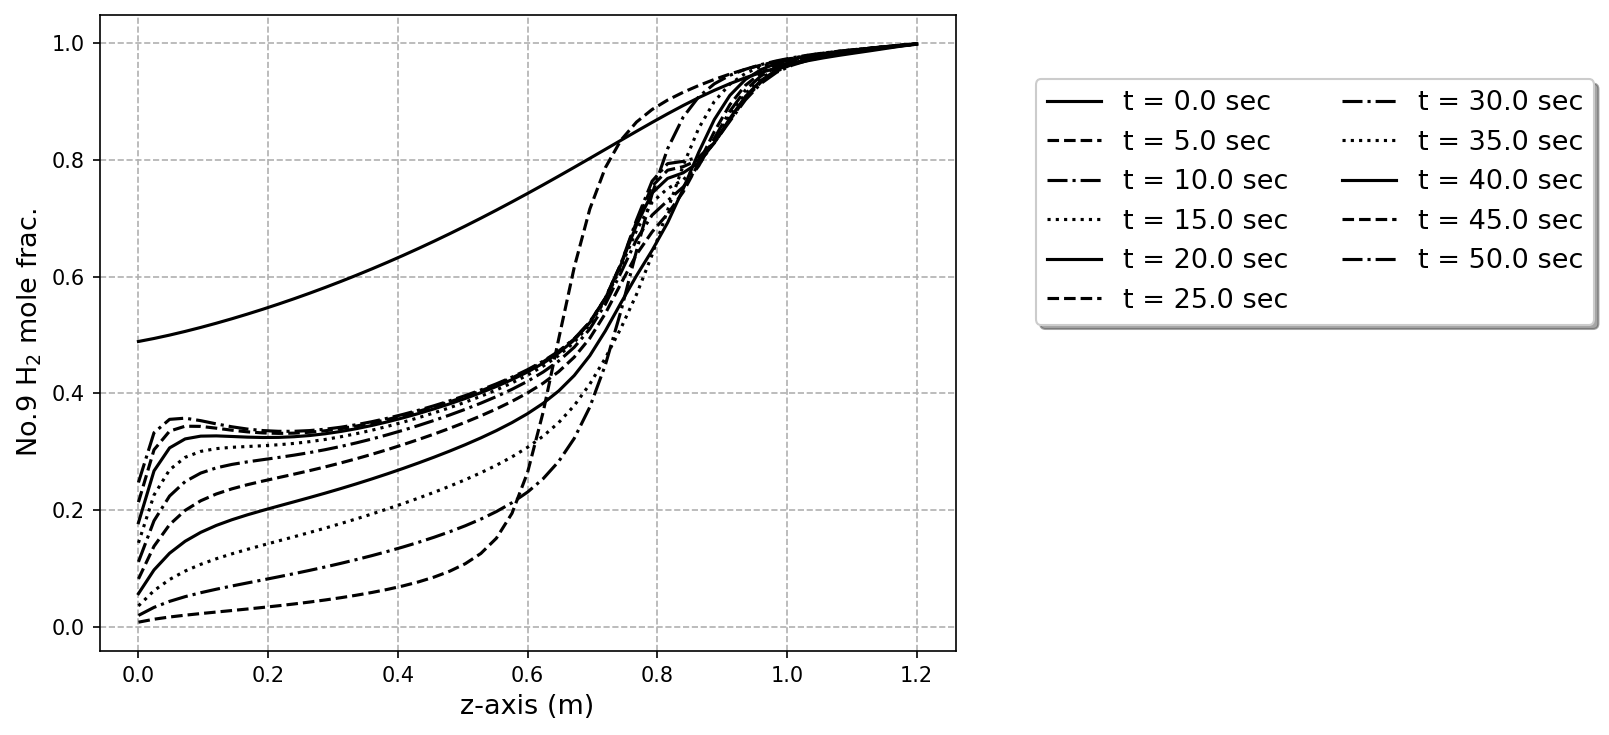 No.9 H₂ mole frac.
1.0
0.8
0.6
0.4
0.2
0.0
0.0 0.2 0.4 0.6 0.8 1.0 1.2
z-axis (m)
t = 0.0 sec
t = 5.0 sec
t = 10.0 sec
t = 15.0 sec
t = 20.0 sec
t = 25.0 sec
t = 30.0 sec
t = 35.0 sec
t = 40.0 sec
t = 45.0 sec
t = 50.0 sec